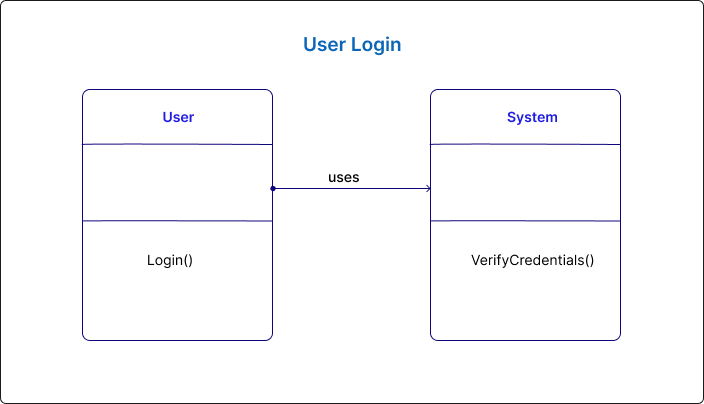 User Login
User
System
uses
Login()
VerifyCredentials()